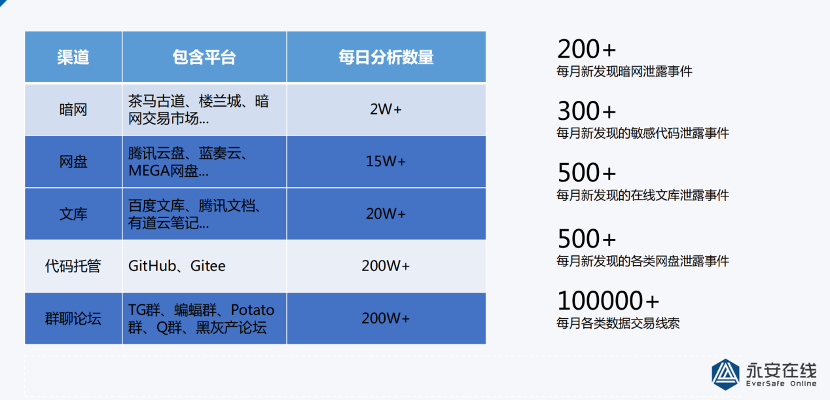 渠道
包含平台
每日分析数量
暗网
茶马古道、楼兰城、暗
网交易市场...
2W+
网盘
腾讯云盘、蓝奏云、
MEGA网盘...
15W+
文库
百度文库、腾讯文档、
有道云笔记...
20W+
代码托管
GitHub、Gitee
200W+
群聊论坛
TG群、蝙蝠群、Potato
群、Q群、黑灰产论坛
200W+
200+
每月新发现暗网泄露事件
300+
每月新发现的敏感代码泄露事件
500+
每月新发现的在线文库泄露事件
500+
每月新发现的各类网盘泄露事件
100000+
每月各类数据交易线索
永安在线
EverSafe Online